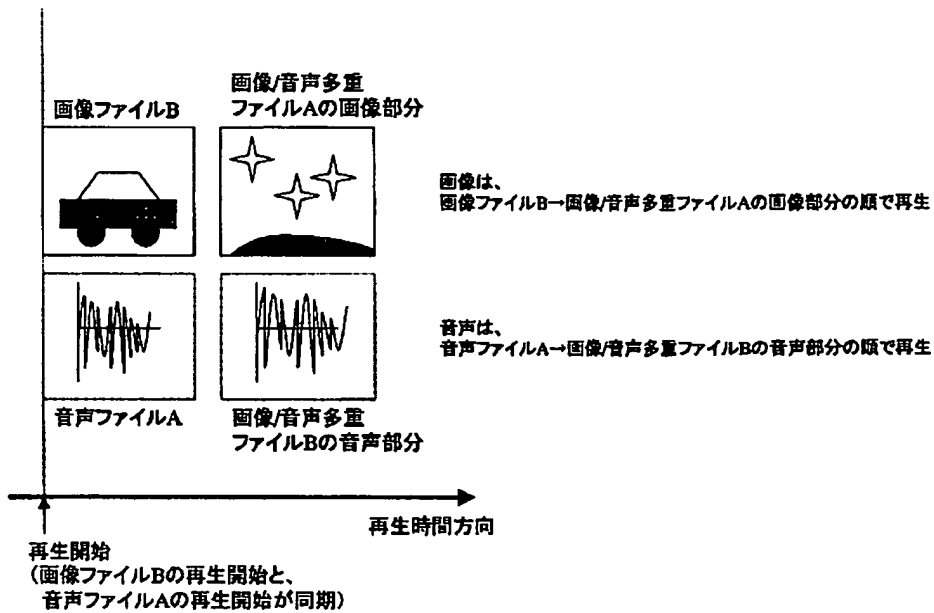 画像ファイルB
画像/音声多重
ファイルAの画像部分
画像は、
画像ファイルB→画像/音声多重ファイルAの画像部分の順で再生
音声は、
音声ファイルA→画像/音声多重ファイルBの音声部分の順で再生
音声ファイルA
画像/音声多重
ファイルBの音声部分
再生時間方向
再生開始
（画像ファイルBの再生開始と、
音声ファイルAの再生開始が同期）